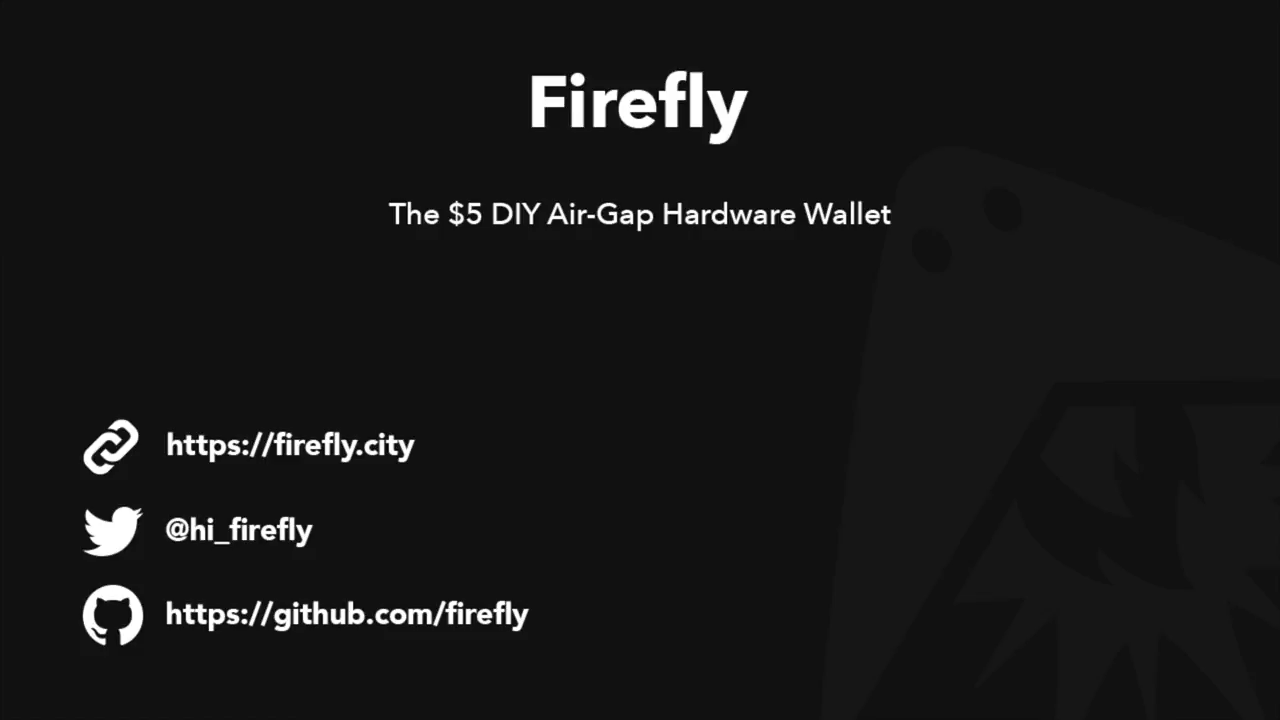 Firefly
The $5 DIY Air-Gap Hardware Wallet
https://firefly.city
@hi_firefly
https://github.com/firefly